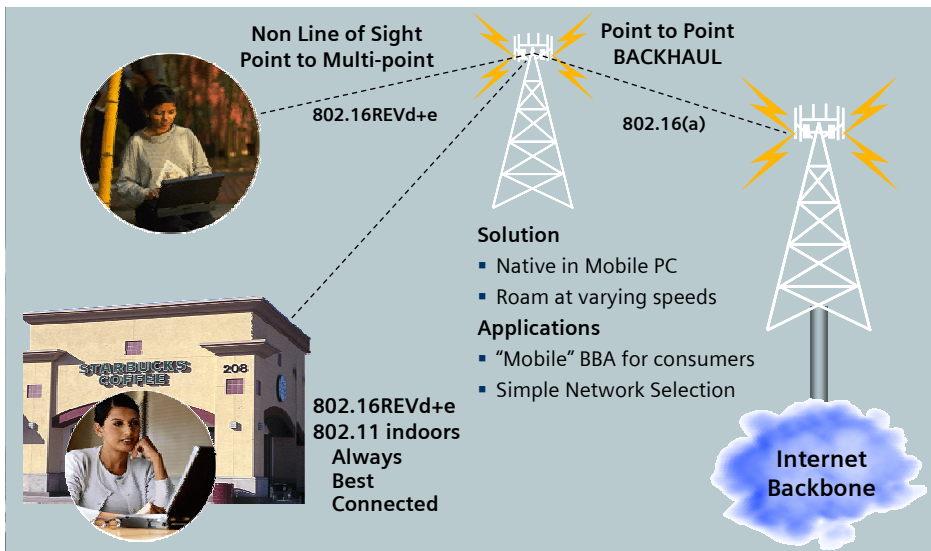 Non Line of Sight
Point to Multi-point
802.16REVd+e
Point to Point
BACKHAUL
802.16(a)
Solution
▪ Native in Mobile PC
▪ Roam at varying speeds
Applications
▪ “Mobile” BBA for consumers
▪ Simple Network Selection
STARBUCKS
COFFEE
208
802.16REVd+e
802.11 indoors
Always
Best
Connected
Internet
Backbone